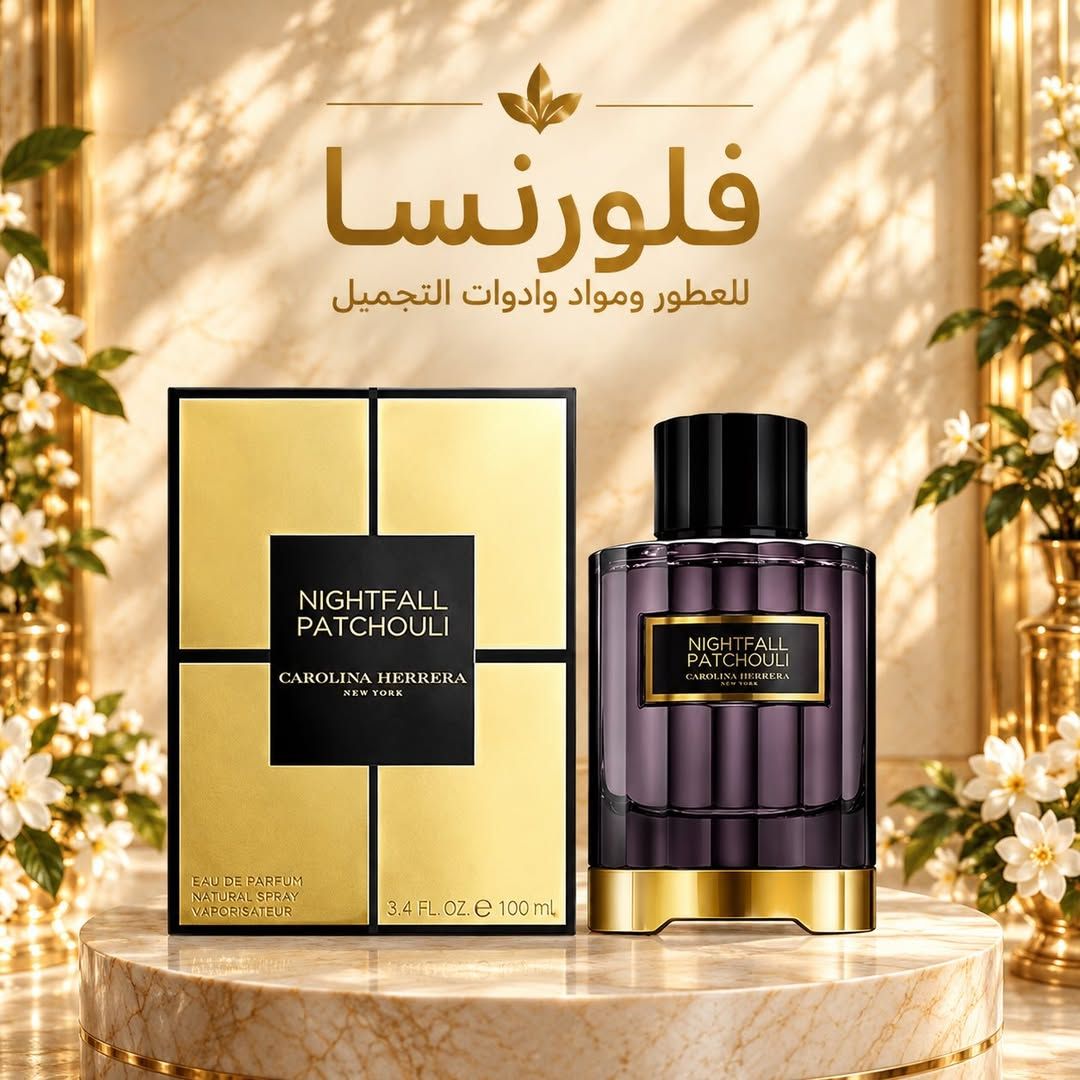 فلورنسا
للعطور ومواد وادوات التجميل
NIGHTFALL
PATCHOULI
CAROLINA HERRERA
NEW YORK
EAU DE PARFUM
NATURAL SPRAY
VAPORISATEUR
3.4 FL. OZ. e 100 ml
NIGHTFALL
PATCHOULI
CAROLINA HERRERA
NEW YORK